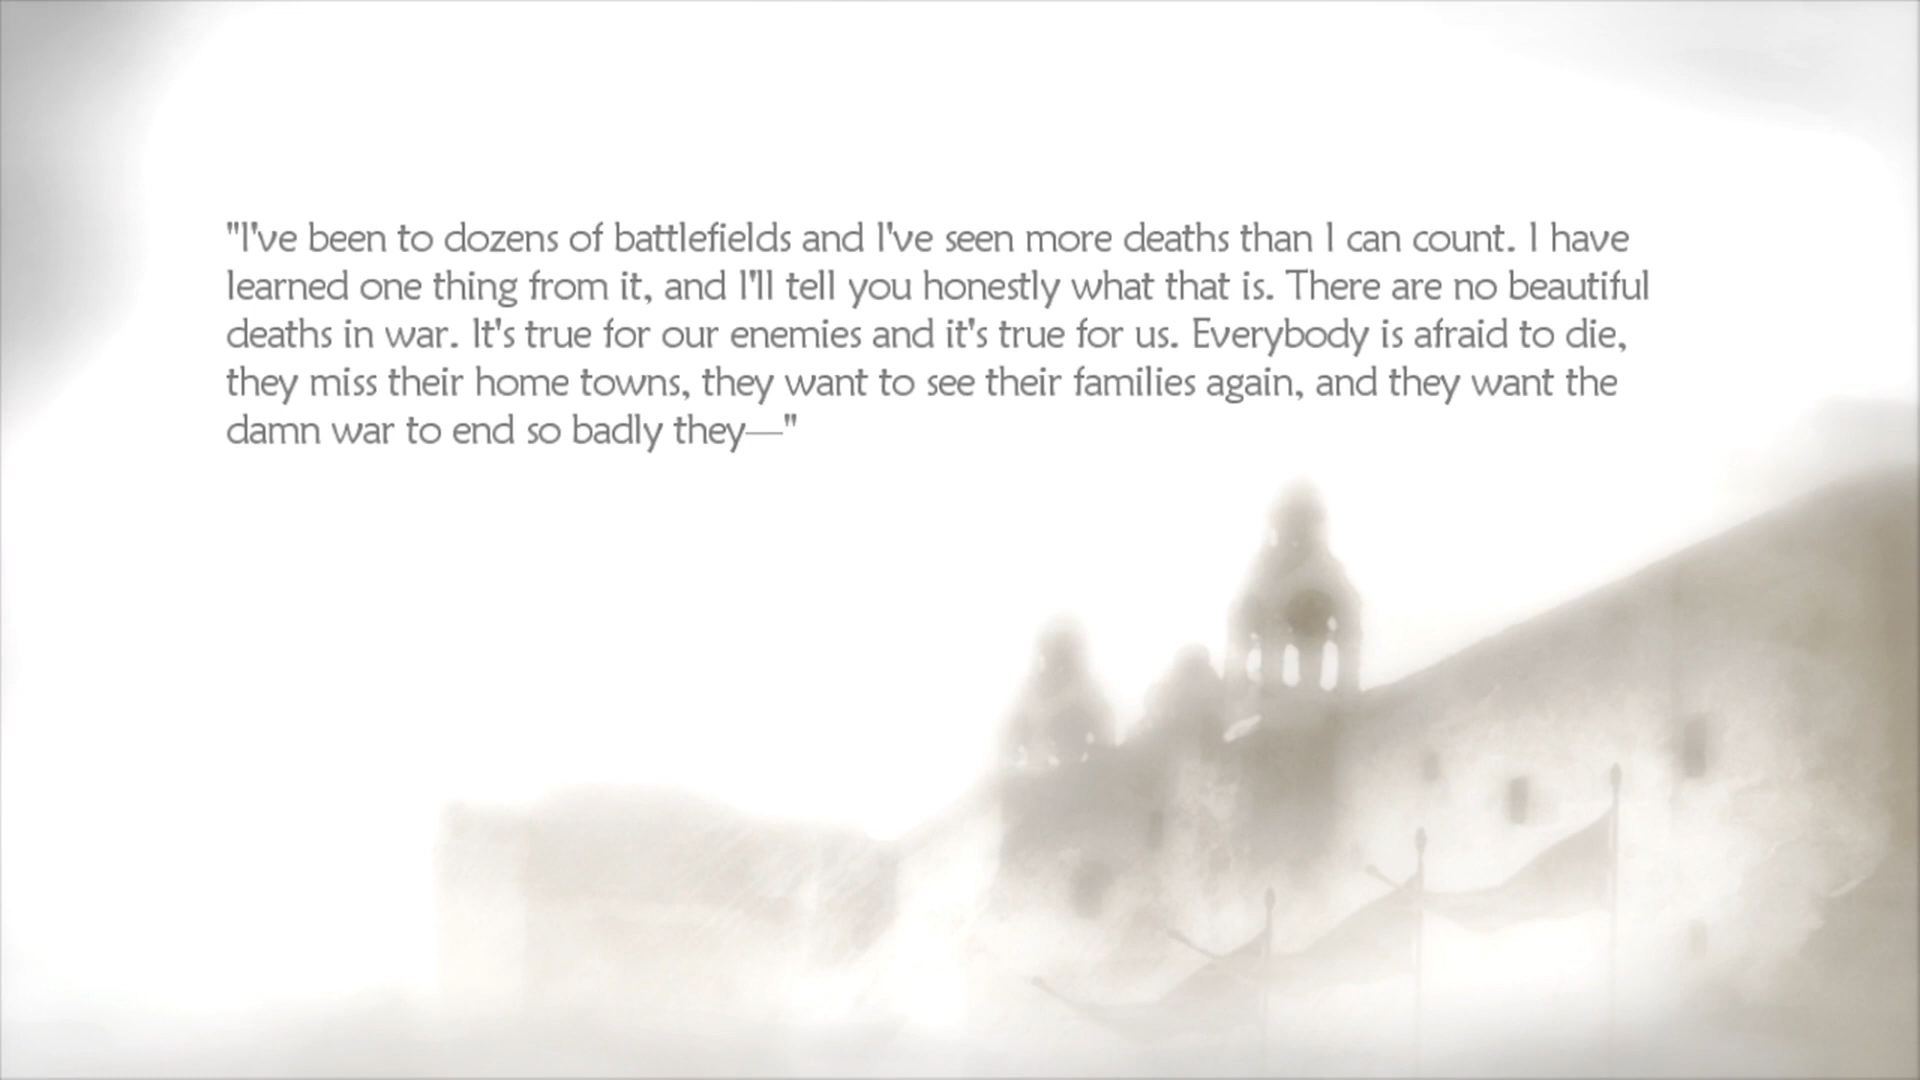 "I've been to dozens of battlefields and I've seen more deaths than I can count. I have
learned one thing from it, and I'll tell you honestly what that is. There are no beautiful
deaths in war. It's true for our enemies and it's true for us. Everybody is afraid to die,
they miss their home towns, they want to see their families again, and they want the
damn war to end so badly they—"